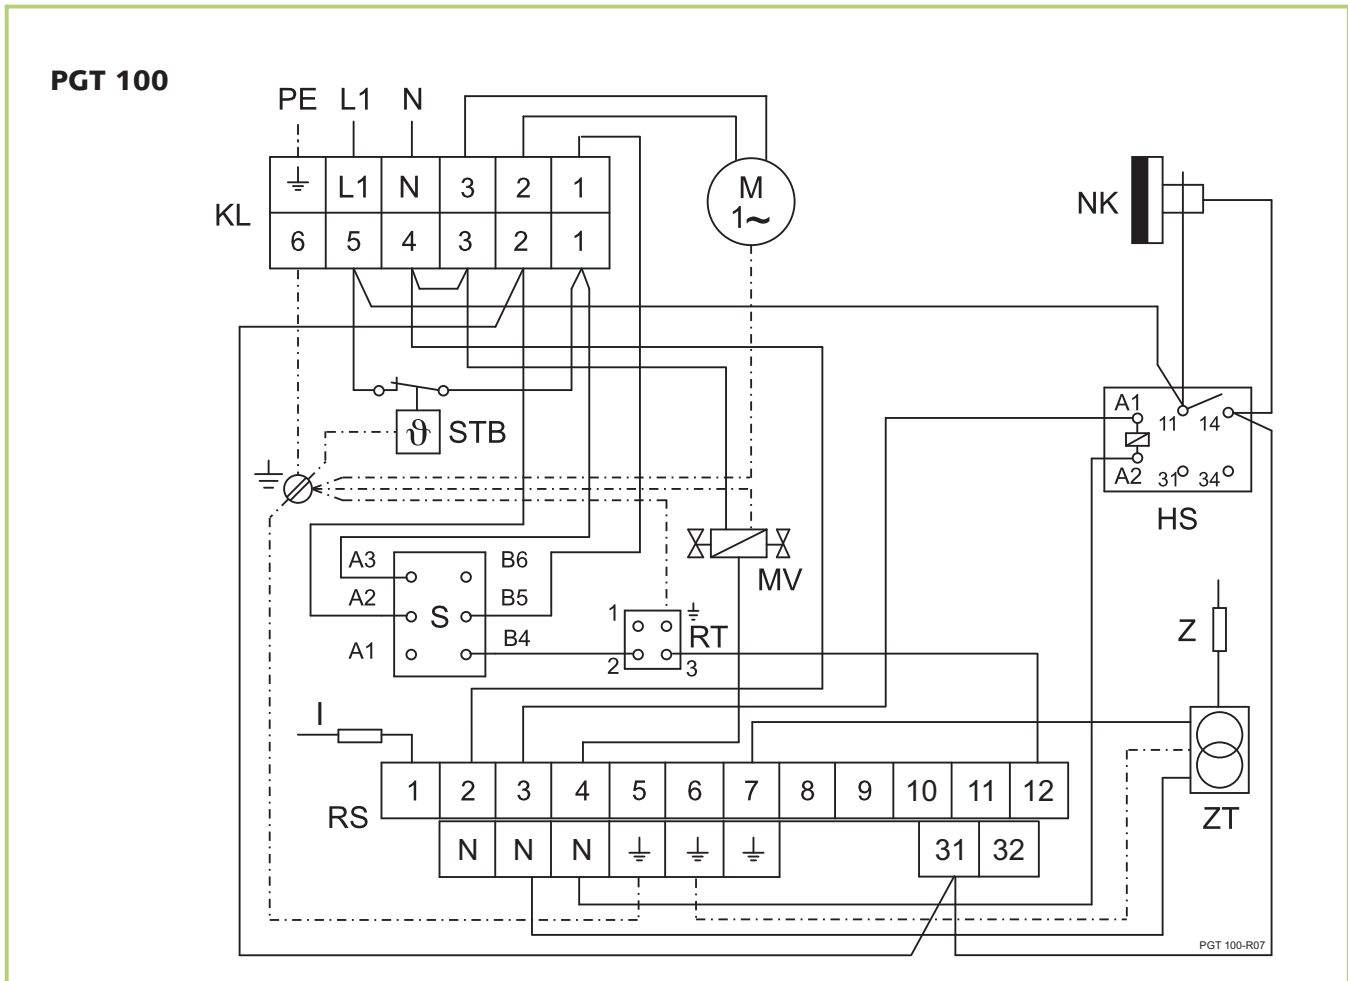 PGT 100
PE L1 N
L1 N 3 2 1
KL
6 5 4 3 2 1
M
1~
NK
ϑ STB
A1 11 14
A2 31 34
HS
A3 B6
A2 S B5
A1 B4
MV
1 RT
2 3
Z
I
1 2 3 4 5 6 7 8 9 10 11 12
RS
N N N 31 32
ZT
PGT 100-R07